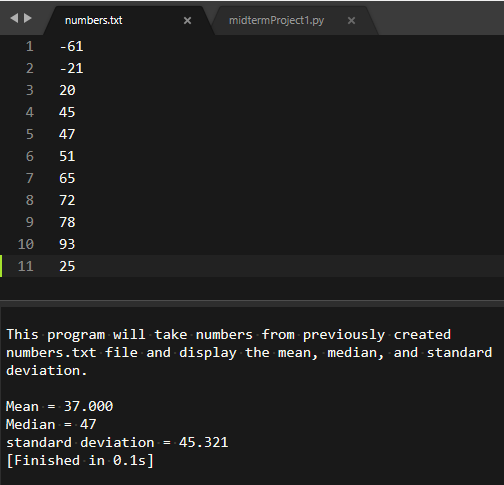 numbers.txt
midtermProject1.py
1 -61
2 -21
3 20
4 45
5 47
6 51
7 65
8 72
9 78
10 93
11 25
This program will take numbers from previously created
numbers.txt file and display the mean, median, and standard
deviation.
Mean = 37.000
Median = 47
standard deviation = 45.321
[Finished in 0.1s]